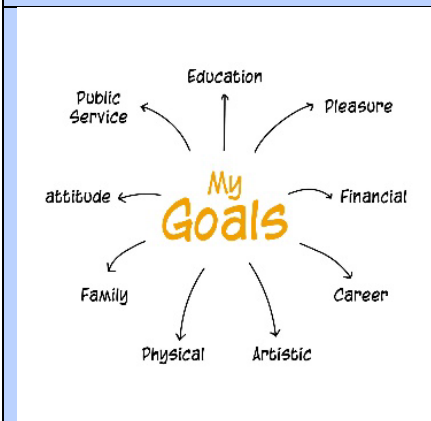 Education
Public
Service
Pleasure
attitude
My
Goals
Financial
Family
Career
Physical
Artistic